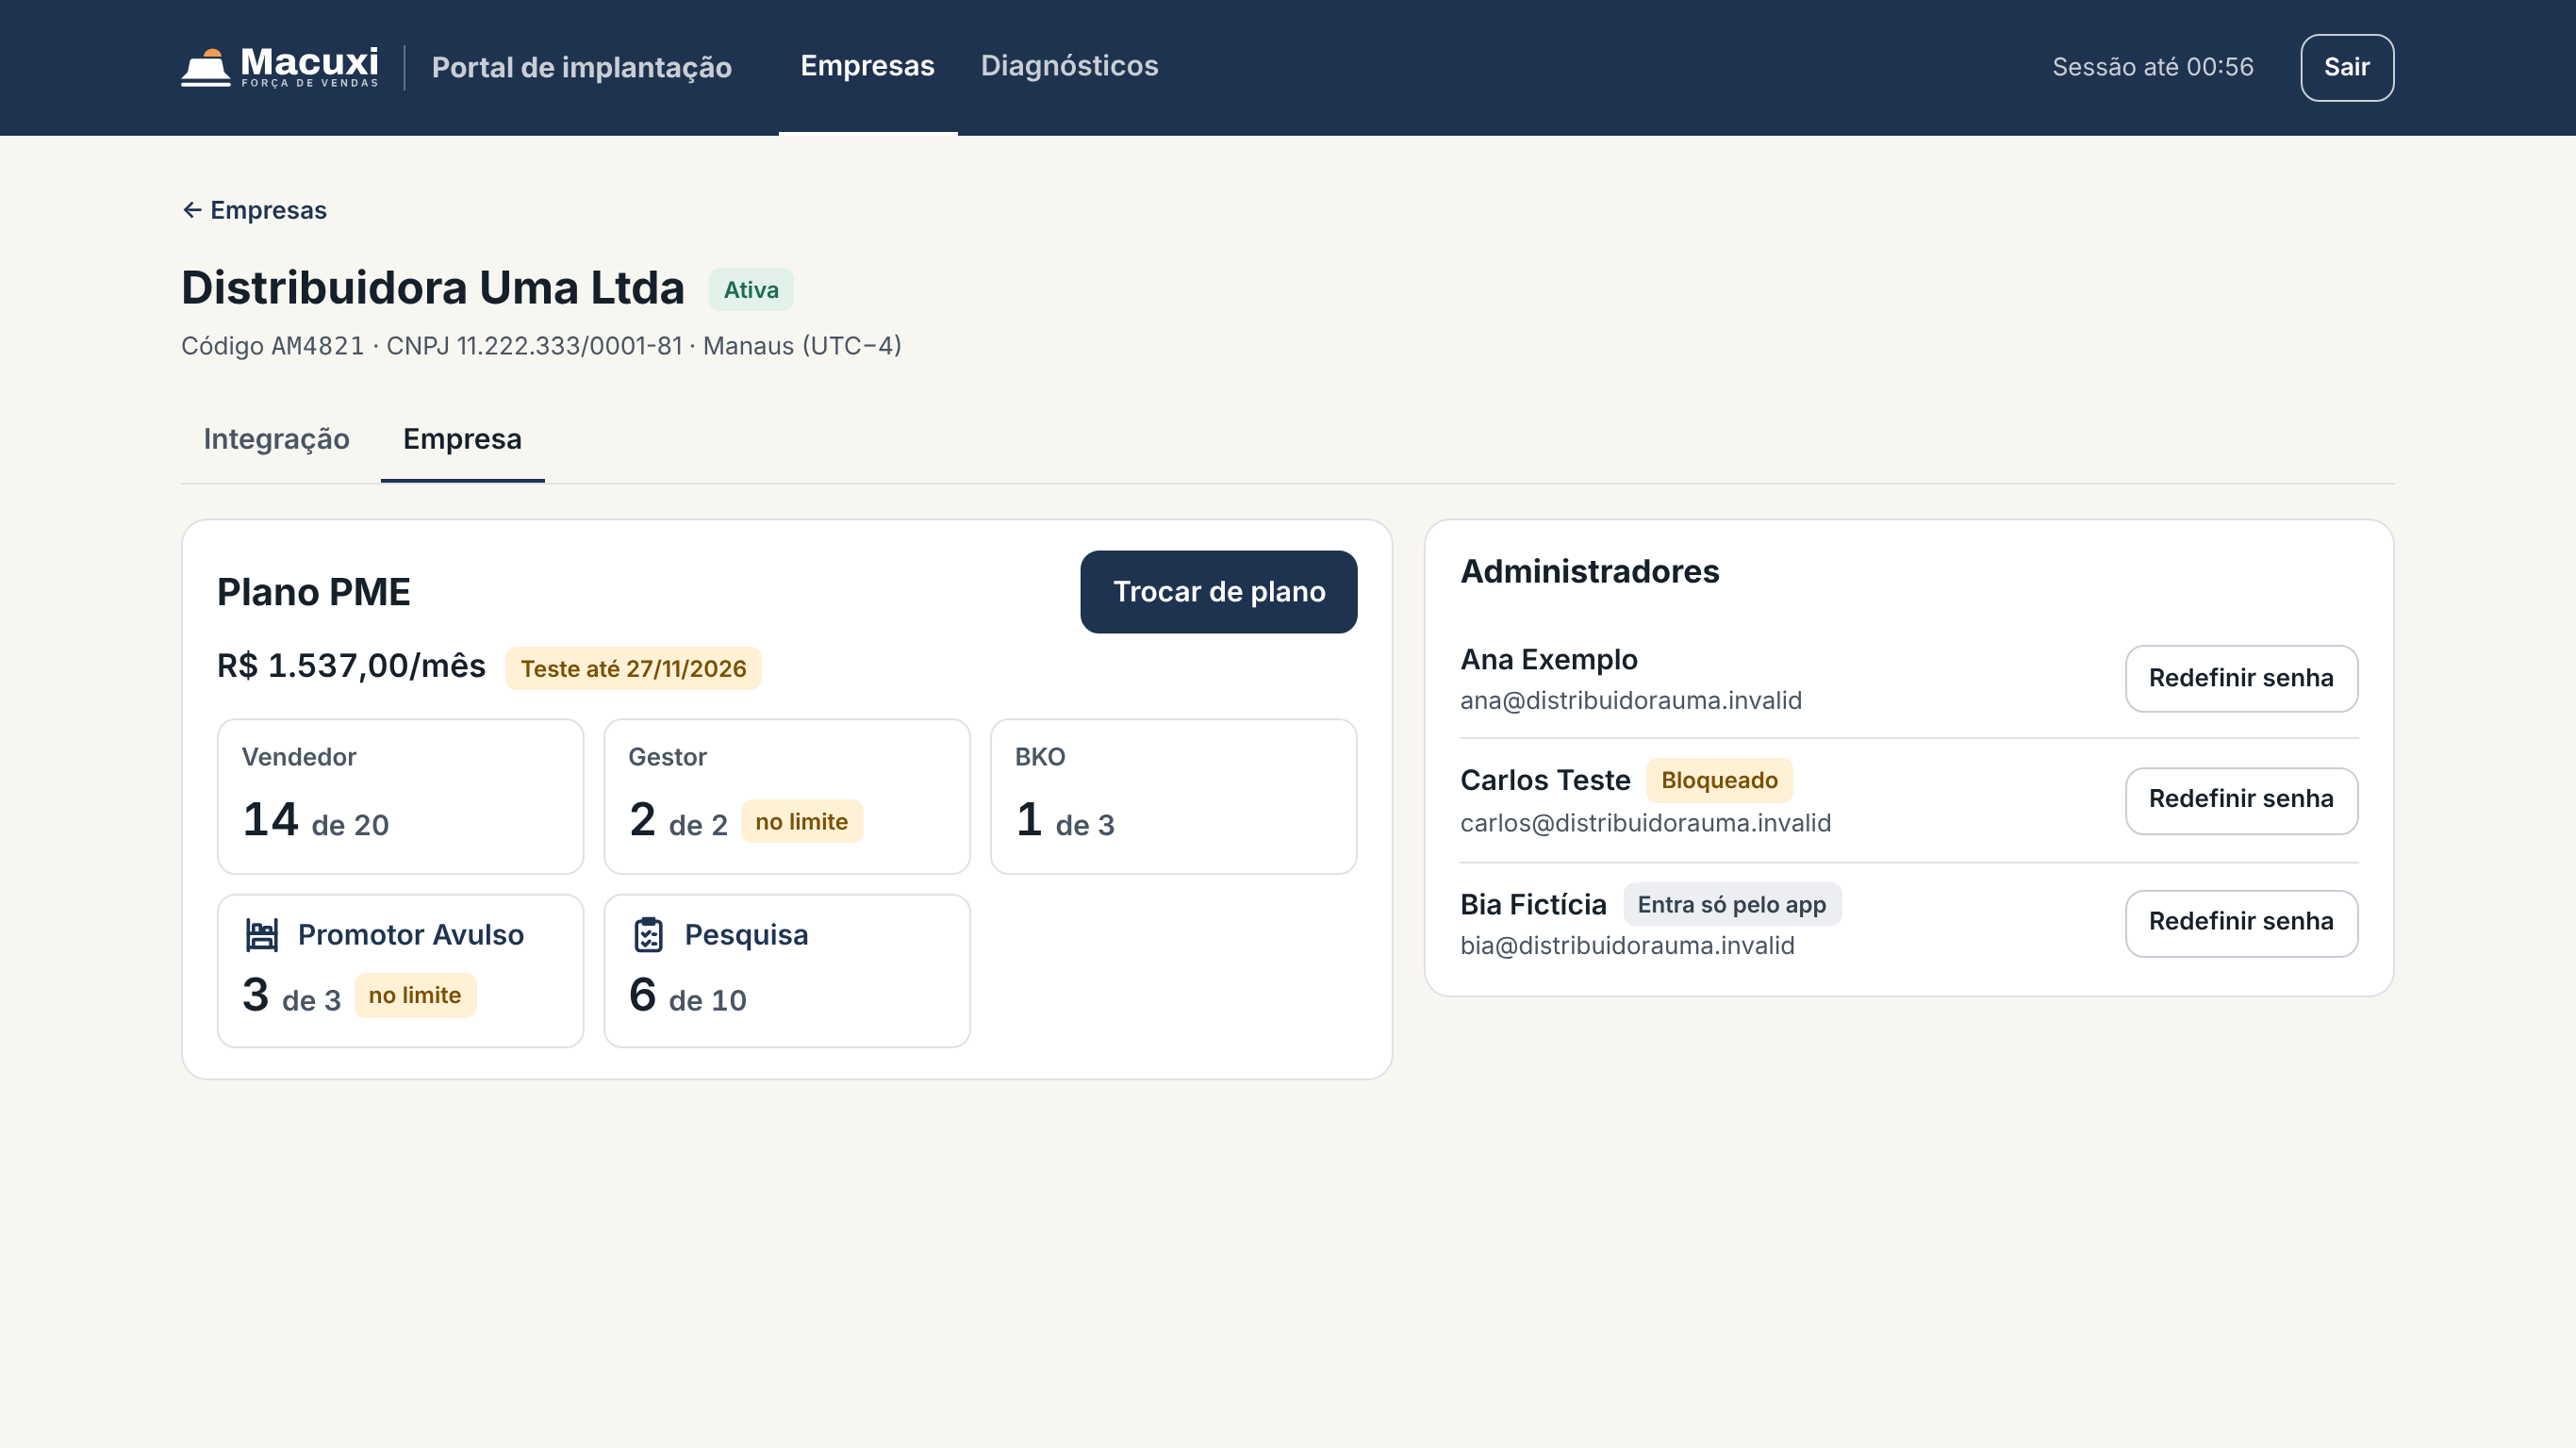 Macuxi
FORÇA DE VENDAS
Portal de implantação
Empresas
Diagnósticos
Sessão até 00:56
Sair
← Empresas
Distribuidora Uma Ltda
Ativa
Código AM4821 · CNPJ 11.222.333/0001-81 · Manaus (UTC−4)
Integração
Empresa
Plano PME
Trocar de plano
R$ 1.537,00/mês
Teste até 27/11/2026
Vendedor
14 de 20
Gestor
2 de 2 no limite
BKO
1 de 3
Promotor Avulso
3 de 3 no limite
Pesquisa
6 de 10
Administradores
Ana Exemplo
ana@distribuidorauma.invalid
Redefinir senha
Carlos Teste Bloqueado
carlos@distribuidorauma.invalid
Redefinir senha
Bia Fictícia Entra só pelo app
bia@distribuidorauma.invalid
Redefinir senha